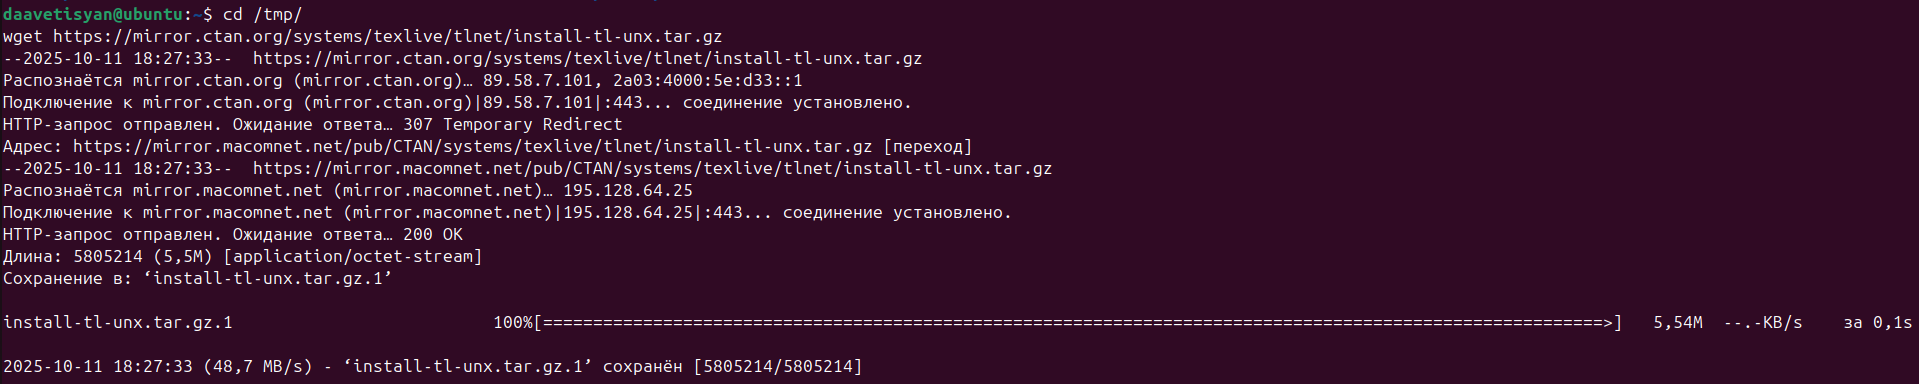 daavetisyan@ubuntu:~$ cd /tmp/
wget https://mirror.ctan.org/systems/texlive/tlnet/install-tl-unx.tar.gz
--2025-10-11 18:27:33--  https://mirror.ctan.org/systems/texlive/tlnet/install-tl-unx.tar.gz
Распознаётся mirror.ctan.org (mirror.ctan.org)… 89.58.7.101, 2a03:4000:5e:d33::1
Подключение к mirror.ctan.org (mirror.ctan.org)|89.58.7.101|:443... соединение установлено.
HTTP-запрос отправлен. Ожидание ответа… 307 Temporary Redirect
Адрес: https://mirror.macomnet.net/pub/CTAN/systems/texlive/tlnet/install-tl-unx.tar.gz [переход]
--2025-10-11 18:27:33--  https://mirror.macomnet.net/pub/CTAN/systems/texlive/tlnet/install-tl-unx.tar.gz
Распознаётся mirror.macomnet.net (mirror.macomnet.net)… 195.128.64.25
Подключение к mirror.macomnet.net (mirror.macomnet.net)|195.128.64.25|:443... соединение установлено.
HTTP-запрос отправлен. Ожидание ответа… 200 OK
Длина: 5805214 (5,5M) [application/octet-stream]
Сохранение в: ‘install-tl-unx.tar.gz.1’
install-tl-unx.tar.gz.1                          100%[==========================================================================================================>]   5,54M  --.-KB/s    за 0,1s
2025-10-11 18:27:33 (48,7 MB/s) - ‘install-tl-unx.tar.gz.1’ сохранён [5805214/5805214]